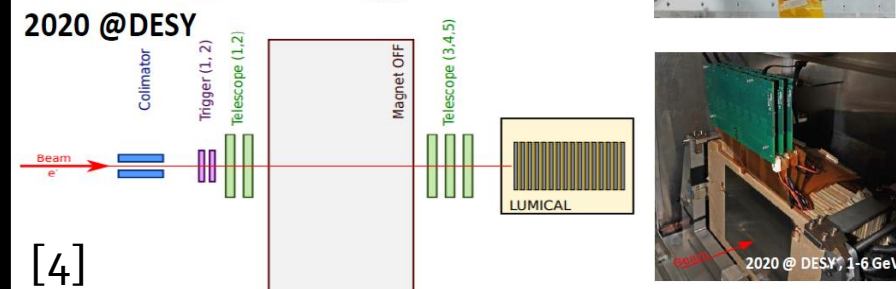 2020 @DESY
Colimator
Trigger (1, 2)
Telescope (1,2)
Magnet OFF
Telescope (3,4,5)
Beam
e-
LUMICAL
[4]
Beam
2020 @ DESY, 1-6 GeV